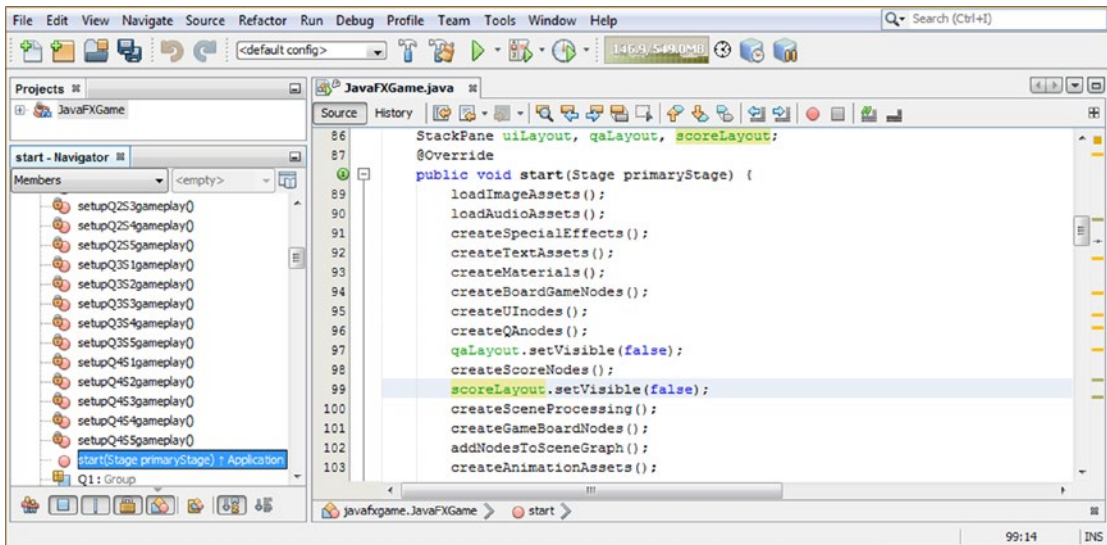 File Edit View Navigate Source Refactor Run Debug Profile Team Tools Window Help
Search (Ctrl+I)
<default config>
146.9/549.0MB
Projects
JavaFXGame
start - Navigator
Members
<empty>
setupQ2S3gameplay()
setupQ2S4gameplay()
setupQ2S5gameplay()
setupQ3S1gameplay()
setupQ3S2gameplay()
setupQ3S3gameplay()
setupQ3S4gameplay()
setupQ3S5gameplay()
setupQ4S1gameplay()
setupQ4S2gameplay()
setupQ4S3gameplay()
setupQ4S4gameplay()
setupQ4S5gameplay()
start(Stage primaryStage) ↑ Application
Q1 : Group
JavaFXGame.java
Source History
86 StackPane uiLayout, qaLayout, scoreLayout;
87 @Override
public void start(Stage primaryStage) {
89 loadImageAssets();
90 loadAudioAssets();
91 createSpecialEffects();
92 createTextAssets();
93 createMaterials();
94 createBoardGameNodes();
95 createUInodes();
96 createQAnodes();
97 qaLayout.setVisible(false);
98 createScoreNodes();
99 scoreLayout.setVisible(false);
100 createSceneProcessing();
101 createGameBoardNodes();
102 addNodesToSceneGraph();
103 createAnimationAssets();
javafxgame.JavaFXGame
start
99:14
INS